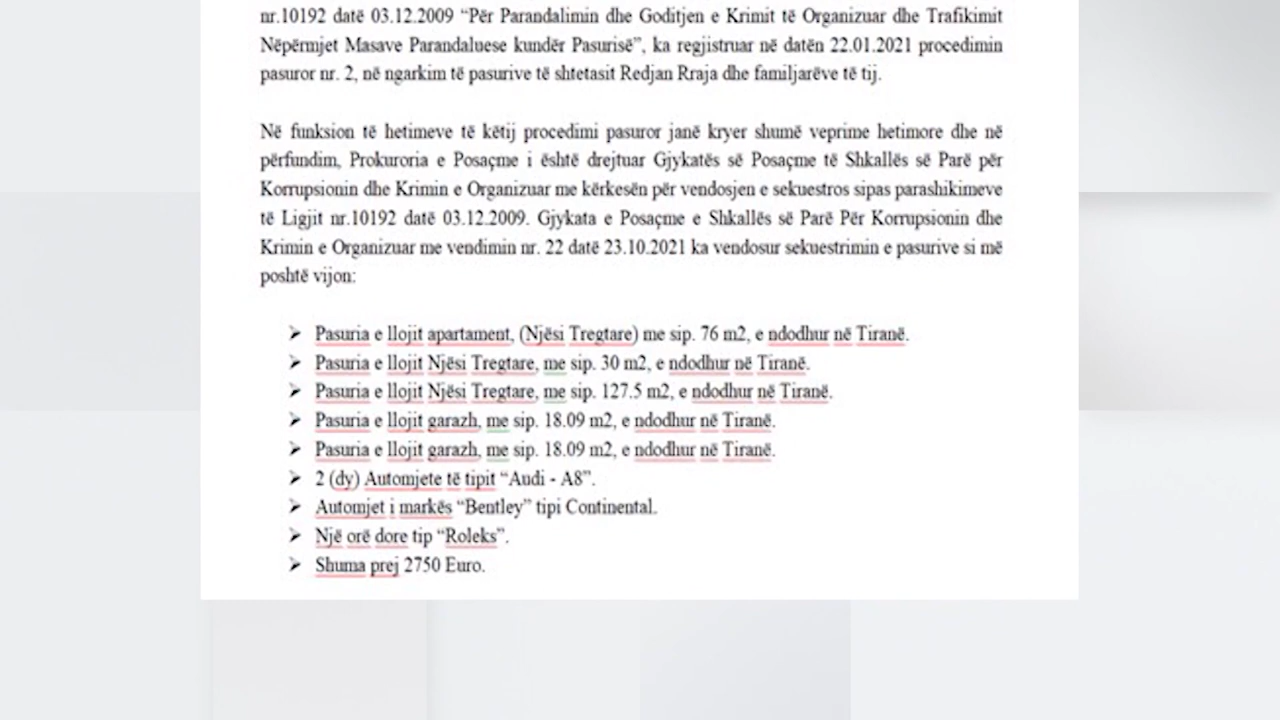 nr.10192 datë 03.12.2009 “Për Parandalimin dhe Goditjen e Krimit të Organizuar dhe Trafikimit
Nëpërmjet Masave Parandaluese kundër Pasurisë”, ka regjistruar në datën 22.01.2021 procedimin
pasuror nr. 2, në ngarkim të pasurive të shtetasit Redjan Rraja dhe familjarëve të tij.
Në funksion të hetimeve të këtij procedimi pasuror janë kryer shumë veprime hetimore dhe në
përfundim, Prokuroria e Posaçme i është drejtuar Gjykatës së Posaçme të Shkallës së Parë për
Korrupsionin dhe Krimin e Organizuar me kërkesën për vendosjen e sekuestros sipas parashikimeve
të Ligjit nr.10192 datë 03.12.2009. Gjykata e Posaçme e Shkallës së Parë Për Korrupsionin dhe
Krimin e Organizuar me vendimin nr. 22 datë 23.10.2021 ka vendosur sekuestrimin e pasurive si më
poshtë vijon:
➢ Pasuria e llojit apartament, (Njësi Tregtare) me sip. 76 m2, e ndodhur në Tiranë.
➢ Pasuria e llojit Njësi Tregtare, me sip. 30 m2, e ndodhur në Tiranë.
➢ Pasuria e llojit Njësi Tregtare, me sip. 127.5 m2, e ndodhur në Tiranë.
➢ Pasuria e llojit garazh, me sip. 18.09 m2, e ndodhur në Tiranë.
➢ Pasuria e llojit garazh, me sip. 18.09 m2, e ndodhur në Tiranë.
➢ 2 (dy) Automjete të tipit “Audi - A8”.
➢ Automjet i markës “Bentley” tipi Continental.
➢ Një orë dore tip “Roleks”.
➢ Shuma prej 2750 Euro.